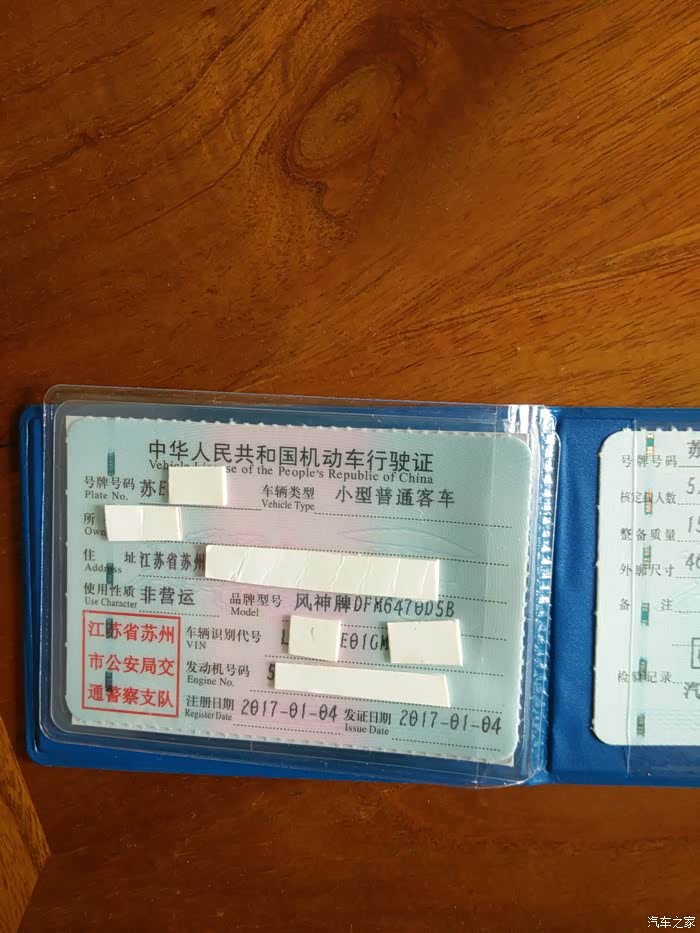 中华人民共和国机动车行驶证
Vehicle License of the People's Republic of China
号牌号码 苏E 车辆类型 小型普通客车
Plate No. Vehicle Type
所
Own
住 址 江苏省苏州
Address
使用性质 非营运 品牌型号 风神牌DFM6470D5B
Use Character Model
江苏省苏州
市公安局交
通警察支队
车辆识别代号 L E01GM
VIN
发动机号码 5
Engine No.
注册日期 2017-01-04 发证日期 2017-01-04
Register Date Issue Date
号牌号码 苏
核定载人数 5
整备质量 15
外廓尺寸 46
备 注
检验记录
汽车之家